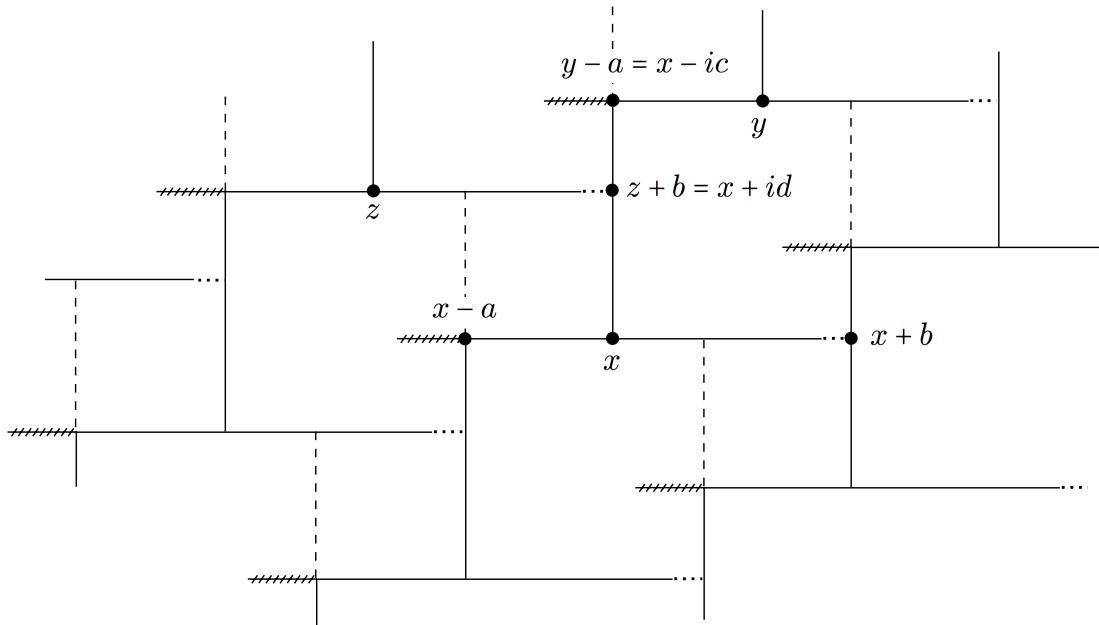 y − a = x − ic
y
z + b = x + id
z
x − a
x
x + b